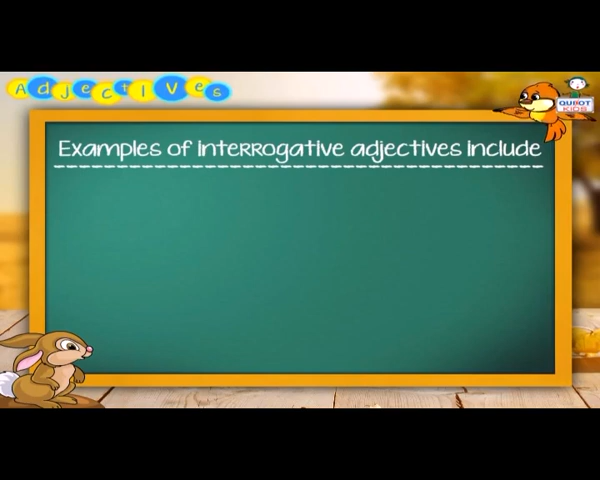 AdjectIVes
QUBOT
KIDS
Examples of interrogative adjectives include